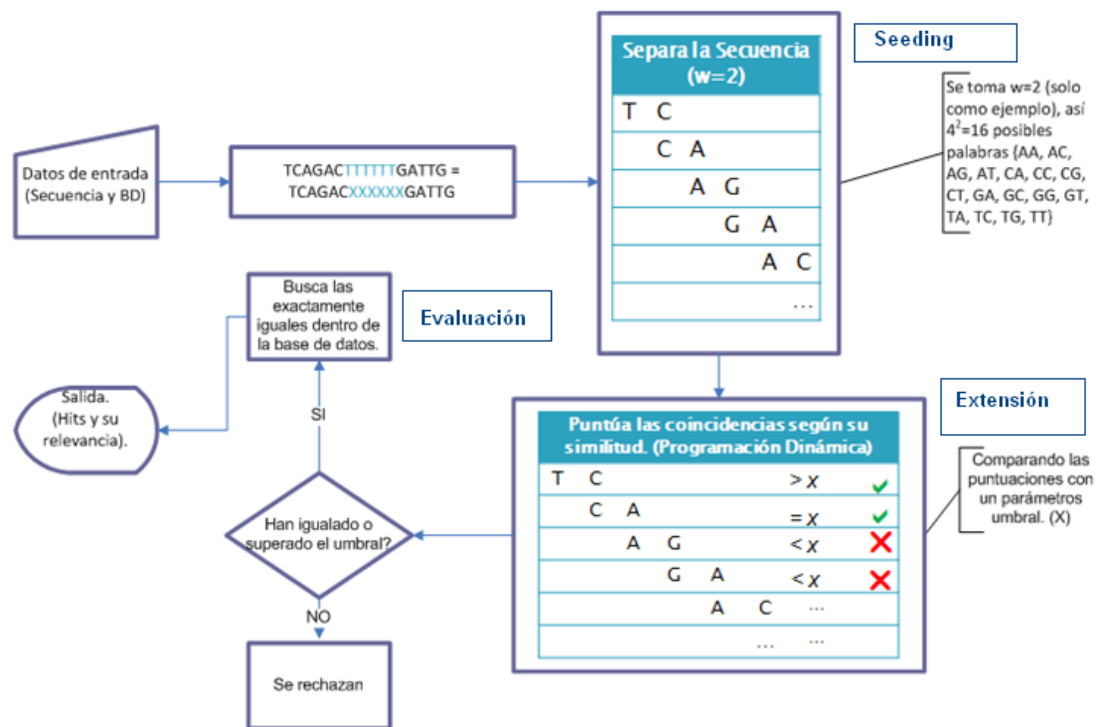 Datos de entrada
(Secuencia y BD)
TCAGACTTTTTTGATTG =
TCAGACXXXXXXGATTG
Separa la Secuencia
(w=2)
T C
C A
A G
G A
A C
...
Seeding
Se toma w=2 (solo
como ejemplo), así
4²=16 posibles
palabras {AA, AC,
AG, AT, CA, CC, CG,
CT, GA, GC, GG, GT,
TA, TC, TG, TT}
Busca las
exactamente
iguales dentro de
la base de datos.
Evaluación
Salida.
(Hits y su
relevancia).
SI
Han igualado o
superado el umbral?
NO
Se rechazan
Puntúa las coincidencias según su
similitud. (Programación Dinámica)
T C > x
C A = x
A G < x
G A < x
A C ...
... ...
Extensión
Comparando las
puntuaciones con
un parámetros
umbral. (X)